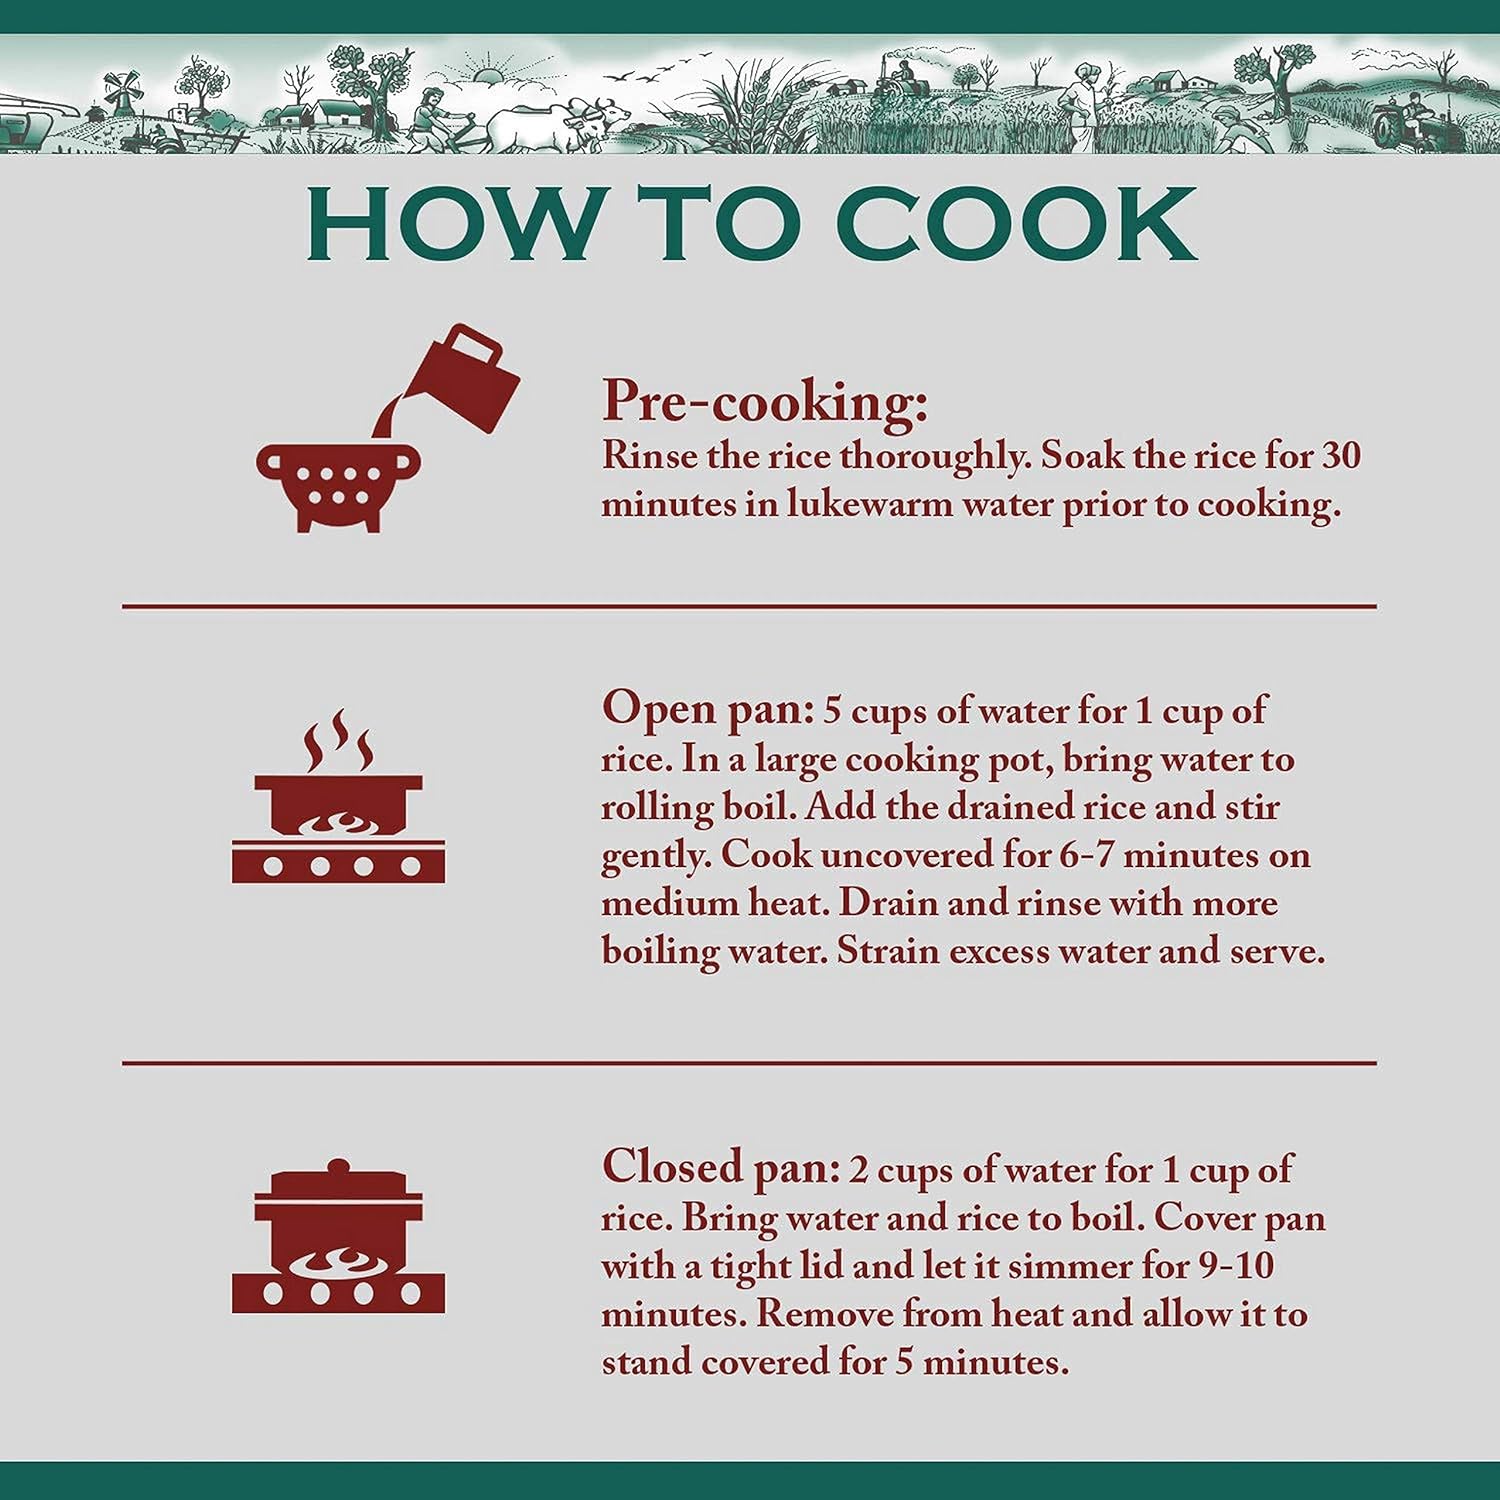 HOW TO COOK
Pre-cooking:
Rinse the rice thoroughly. Soak the rice for 30
minutes in lukewarm water prior to cooking.
Open pan: 5 cups of water for 1 cup of
rice. In a large cooking pot, bring water to
rolling boil. Add the drained rice and stir
gently. Cook uncovered for 6-7 minutes on
medium heat. Drain and rinse with more
boiling water. Strain excess water and serve.
Closed pan: 2 cups of water for 1 cup of
rice. Bring water and rice to boil. Cover pan
with a tight lid and let it simmer for 9-10
minutes. Remove from heat and allow it to
stand covered for 5 minutes.